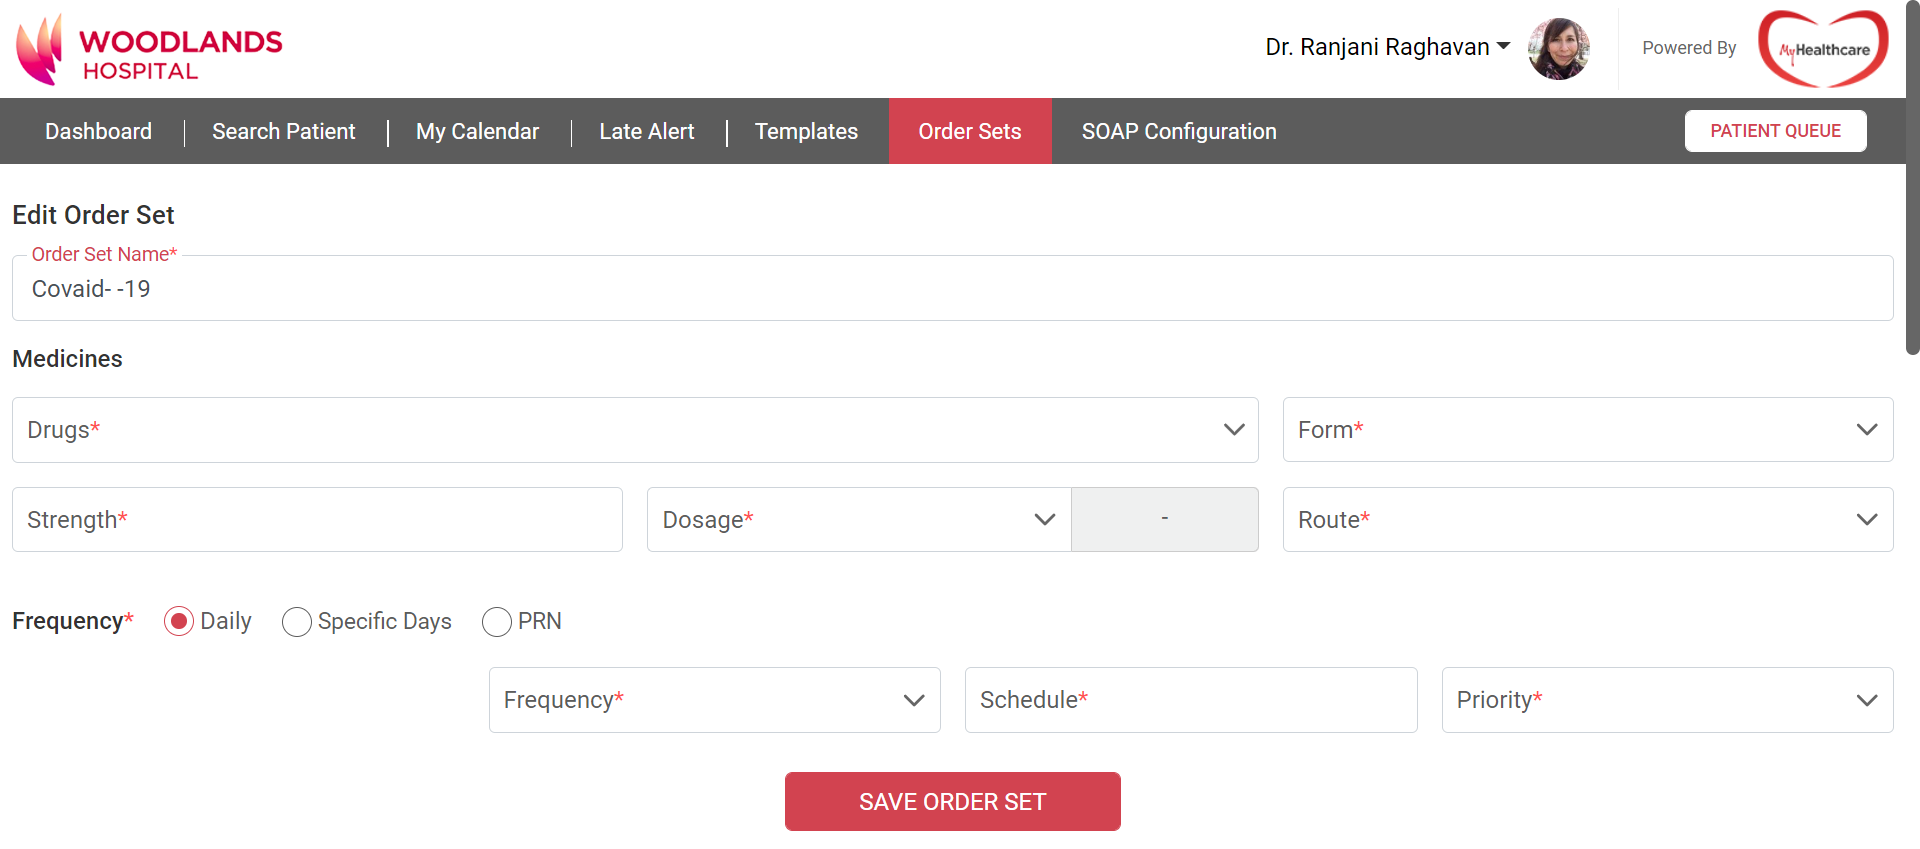 WOODLANDS
HOSPITAL
Dr. Ranjani Raghavan
Powered By
MyHealthcare
Dashboard
Search Patient
My Calendar
Late Alert
Templates
Order Sets
SOAP Configuration
PATIENT QUEUE
Edit Order Set
Order Set Name*
Covaid- -19
Medicines
Drugs*
Form*
Strength*
Dosage*
-
Route*
Frequency*
Daily
Specific Days
PRN
Frequency*
Schedule*
Priority*
SAVE ORDER SET